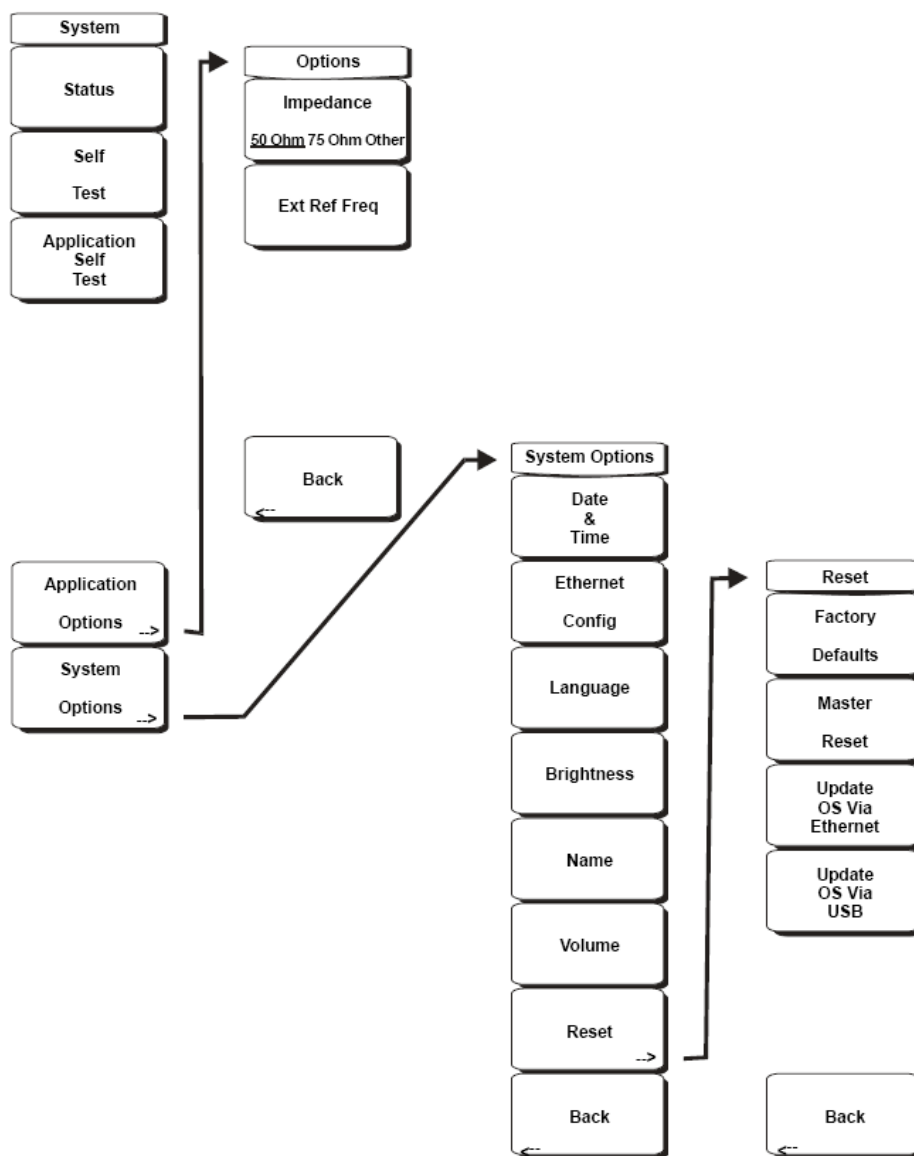 System
Status
Self
Test
Application
Self
Test
Application
Options
-->
System
Options
-->
Options
Impedance
50 Ohm 75 Ohm Other
Ext Ref Freq
Back
<--
System Options
Date
&
Time
Ethernet
Config
Language
Brightness
Name
Volume
Reset
-->
Back
<--
Reset
Factory
Defaults
Master
Reset
Update
OS Via
Ethernet
Update
OS Via
USB
Back
<--